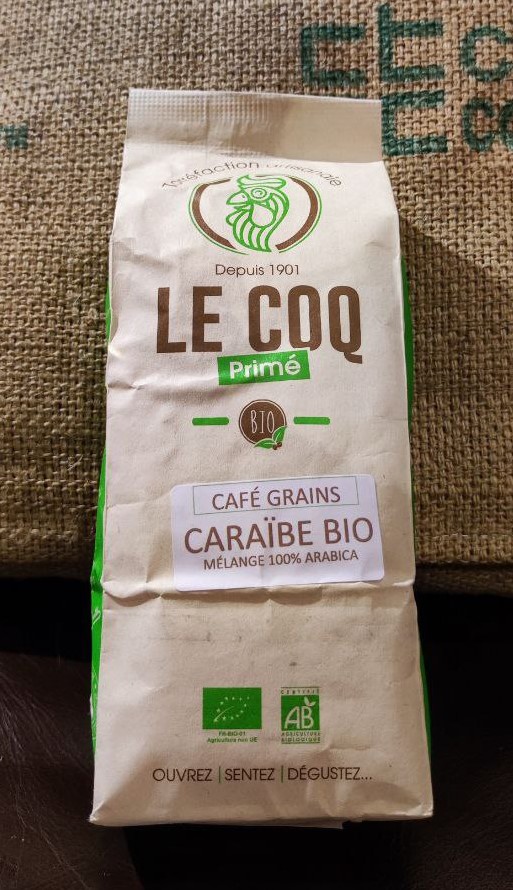 Torréfaction artisanale
Depuis 1901
LE COQ
Primé
BIO
CAFÉ GRAINS
CARAÏBE BIO
MÉLANGE 100% ARABICA
FR-BIO-01
Agriculture non UE
CERTIFIÉ
AB
AGRICULTURE
BIOLOGIQUE
OUVREZ | SENTEZ | DÉGUSTEZ...